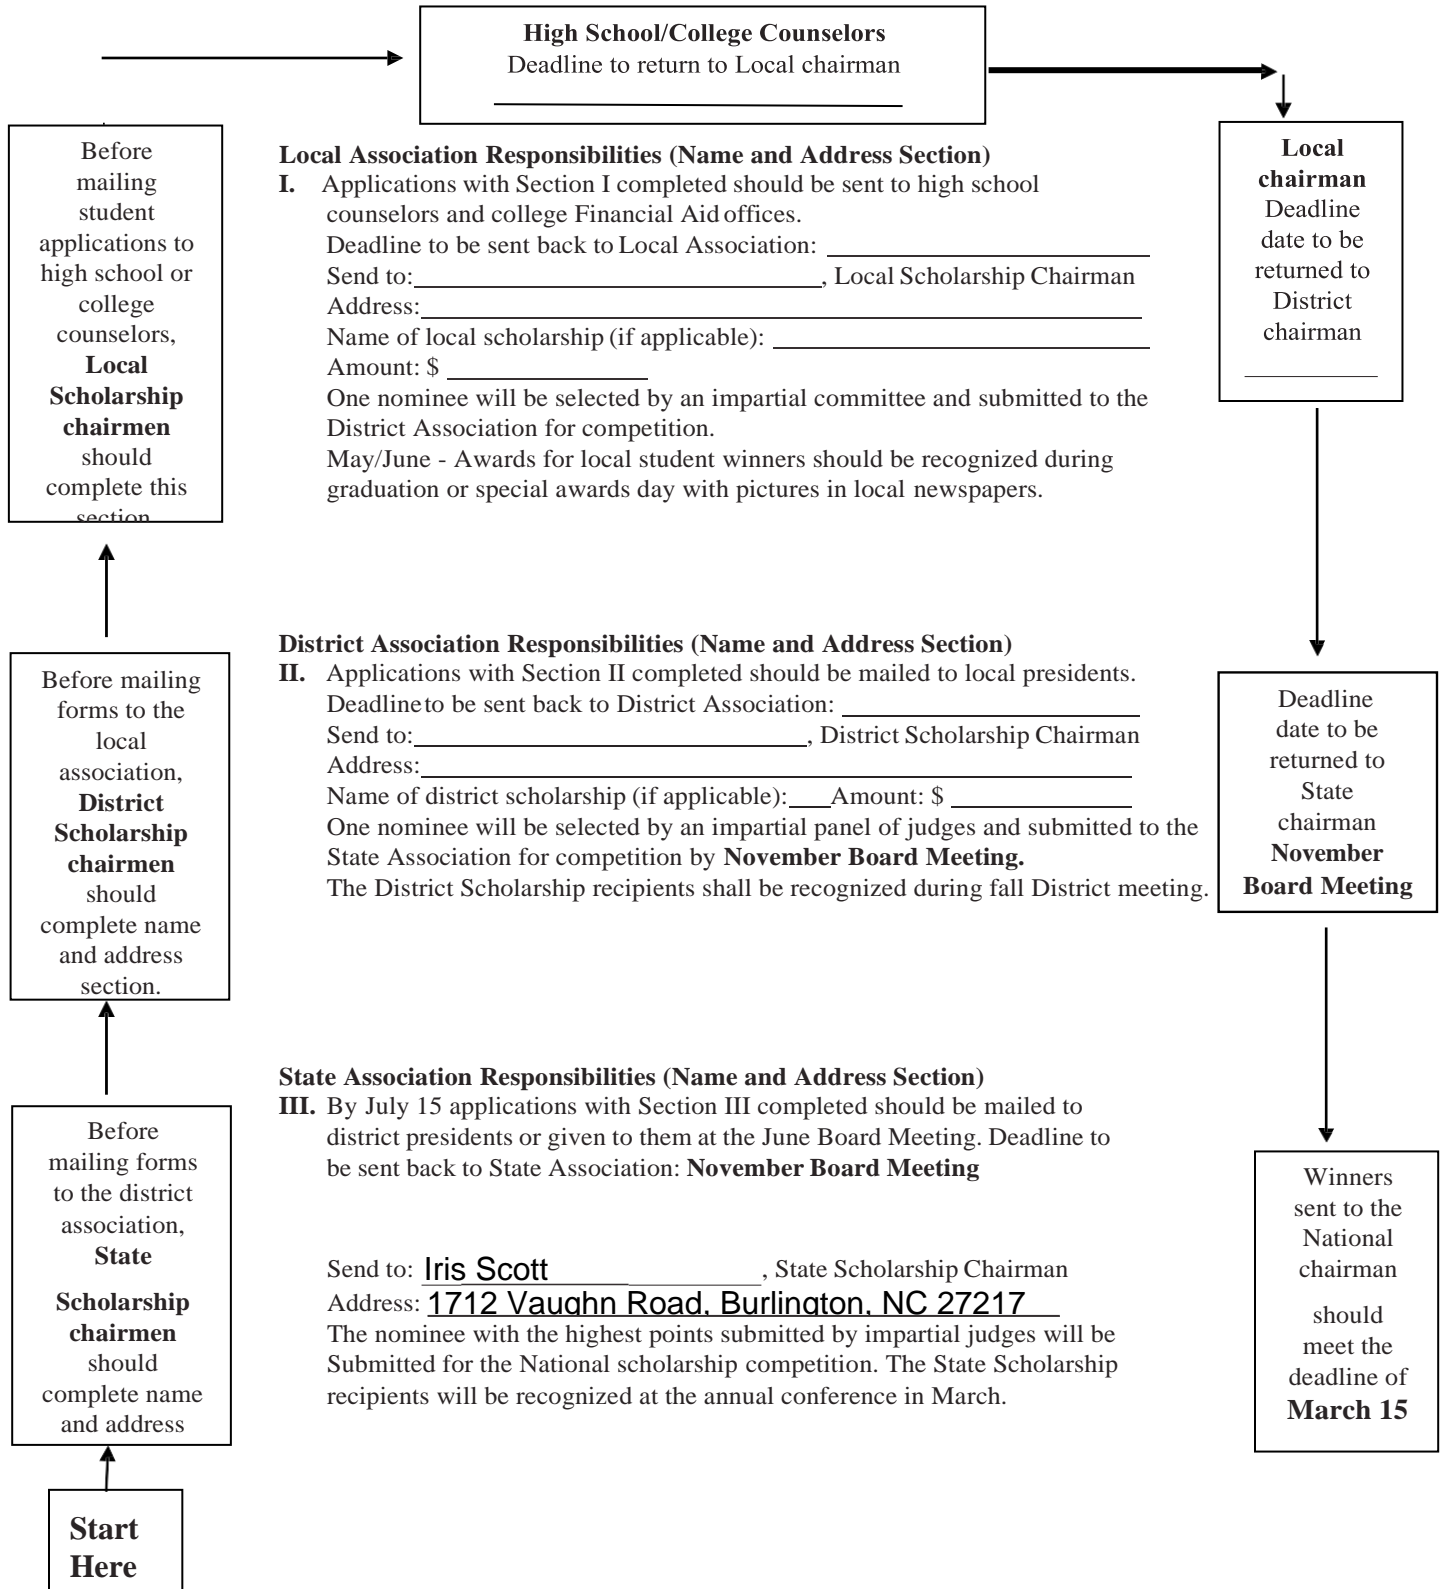 High School/College Counselors
Deadline to return to Local chairman
Before
mailing
student
applications to
high school or
college
counselors,
Local
Scholarship
chairmen
should
complete this
section
Local Association Responsibilities (Name and Address Section)
I. Applications with Section I completed should be sent to high school
counselors and college Financial Aid offices.
Deadline to be sent back to Local Association:
Send to: , Local Scholarship Chairman
Address:
Name of local scholarship (if applicable):
Amount: $
One nominee will be selected by an impartial committee and submitted to the
District Association for competition.
May/June - Awards for local student winners should be recognized during
graduation or special awards day with pictures in local newspapers.
Local
chairman
Deadline
date to be
returned to
District
chairman
Before mailing
forms to the
local
association,
District
Scholarship
chairmen
should
complete name
and address
section.
District Association Responsibilities (Name and Address Section)
II. Applications with Section II completed should be mailed to local presidents.
Deadline to be sent back to District Association:
Send to: , District Scholarship Chairman
Address:
Name of district scholarship (if applicable): Amount: $
One nominee will be selected by an impartial panel of judges and submitted to the
State Association for competition by November Board Meeting.
The District Scholarship recipients shall be recognized during fall District meeting.
Deadline
date to be
returned to
State
chairman
November
Board Meeting
Before
mailing forms
to the district
association,
State
Scholarship
chairmen
should
complete name
and address
State Association Responsibilities (Name and Address Section)
III. By July 15 applications with Section III completed should be mailed to
district presidents or given to them at the June Board Meeting. Deadline to
be sent back to State Association: November Board Meeting
Send to: Iris Scott , State Scholarship Chairman
Address: 1712 Vaughn Road, Burlington, NC 27217
The nominee with the highest points submitted by impartial judges will be
Submitted for the National scholarship competition. The State Scholarship
recipients will be recognized at the annual conference in March.
Winners
sent to the
National
chairman
should
meet the
deadline of
March 15
Start
Here